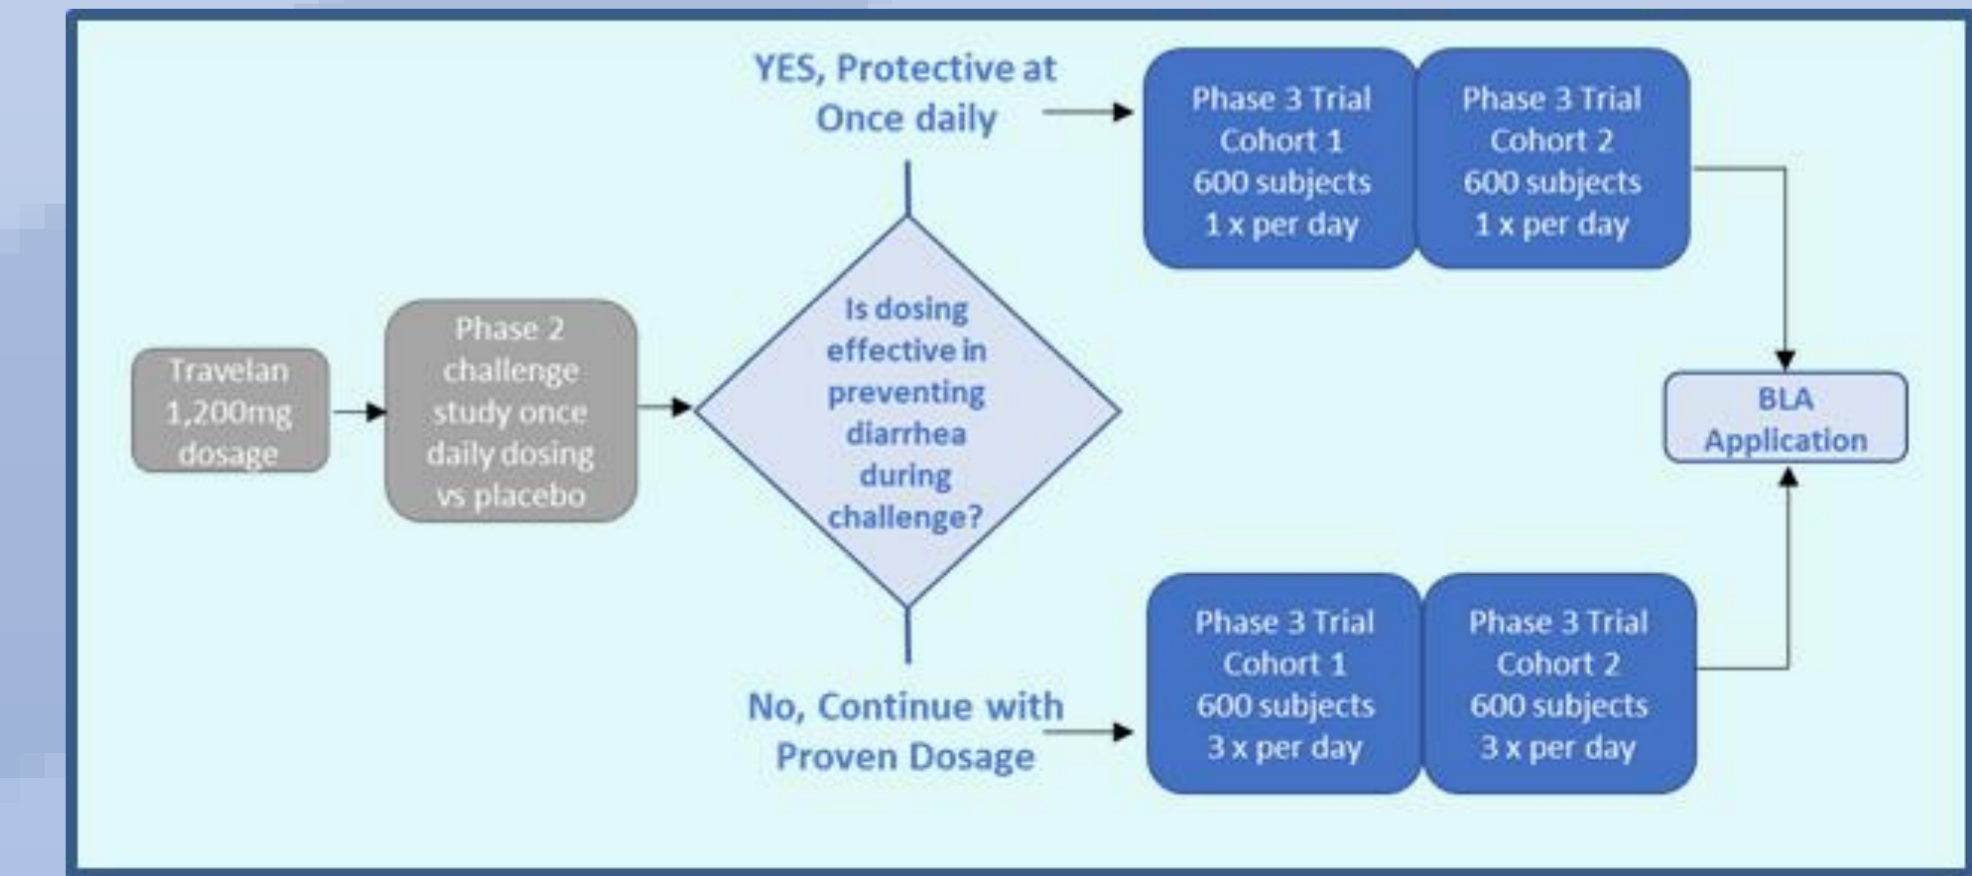 Travelan
1,200mg
dosage
Phase 2
challenge
study once
daily dosing
vs placebo
Is dosing
effective in
preventing
diarrhea
during
challenge?
YES, Protective at
Once daily
Phase 3 Trial
Cohort 1
600 subjects
1 x per day
Phase 3 Trial
Cohort 2
600 subjects
1 x per day
No, Continue with
Proven Dosage
Phase 3 Trial
Cohort 1
600 subjects
3 x per day
Phase 3 Trial
Cohort 2
600 subjects
3 x per day
BLA
Application